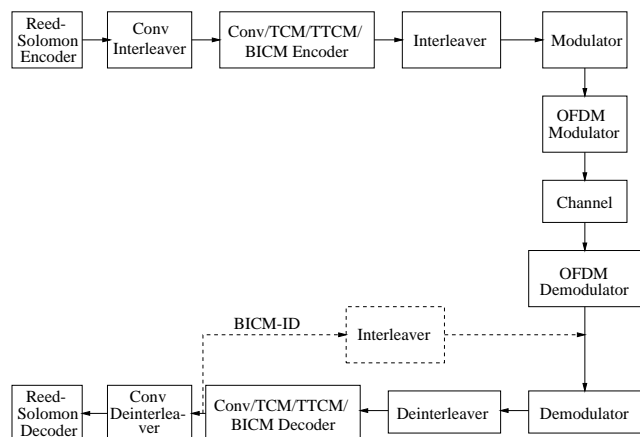 Reed-
Solomon
Encoder
Conv
Interleaver
Conv/TCM/TTCM/
BICM Encoder
Interleaver
Modulator
OFDM
Modulator
Channel
OFDM
Demodulator
BICM-ID
Interleaver
Reed-
Solomon
Decoder
Conv
Deinterlea-
ver
Conv/TCM/TTCM/
BICM Decoder
Deinterleaver
Demodulator